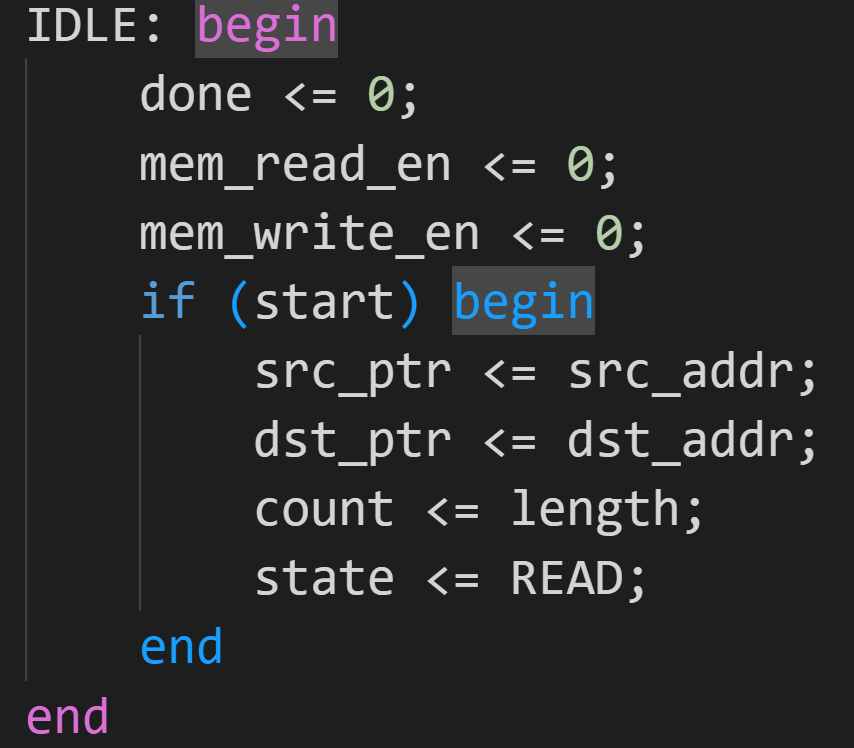 IDLE: begin
done <= 0;
mem_read_en <= 0;
mem_write_en <= 0;
if (start) begin
src_ptr <= src_addr;
dst_ptr <= dst_addr;
count <= length;
state <= READ;
end
end